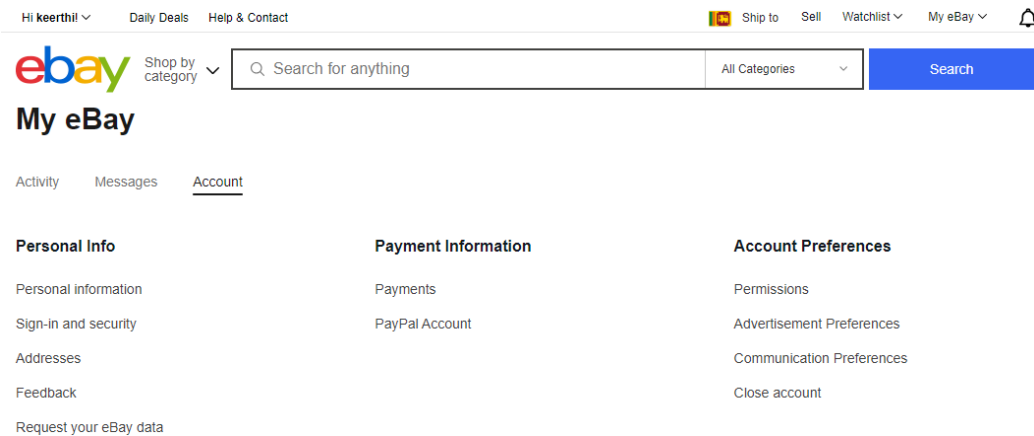 Hi keerthi! Daily Deals Help & Contact Ship to Sell Watchlist My eBay
ebay Shop by category Search for anything All Categories Search
My eBay
Activity Messages Account
Personal Info Payment Information Account Preferences
Personal information Payments Permissions
Sign-in and security PayPal Account Advertisement Preferences
Addresses Communication Preferences
Feedback Close account
Request your eBay data